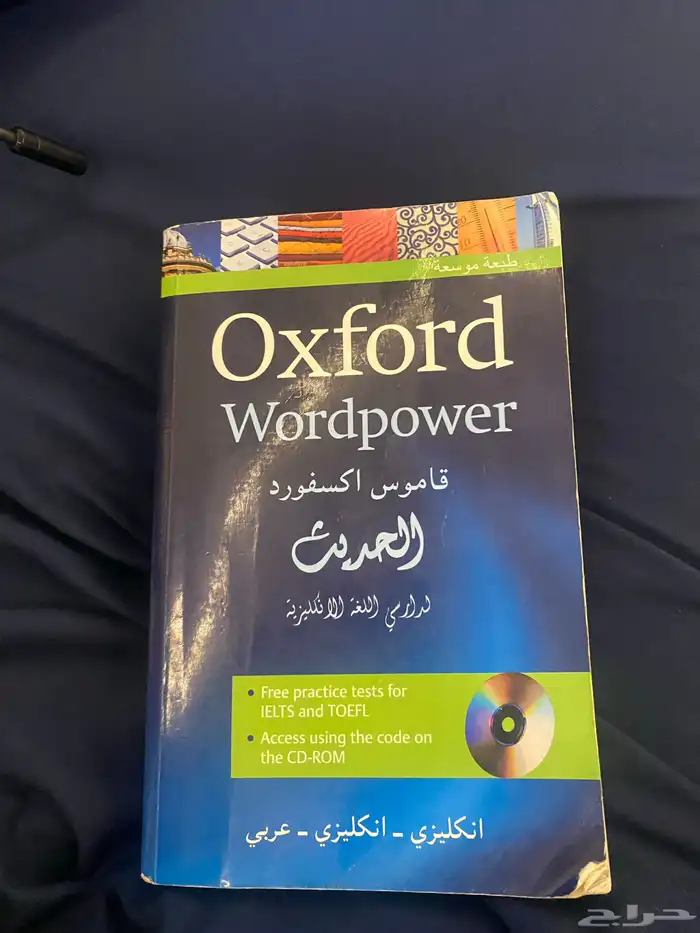 طبعة موسعة
Oxford
Wordpower
قاموس اكسفورد
الحديث
لدارسي اللغة الانكليزية
• Free practice tests for
IELTS and TOEFL
• Access using the code on
the CD-ROM
انكليزي - انكليزي - عربي
حراج